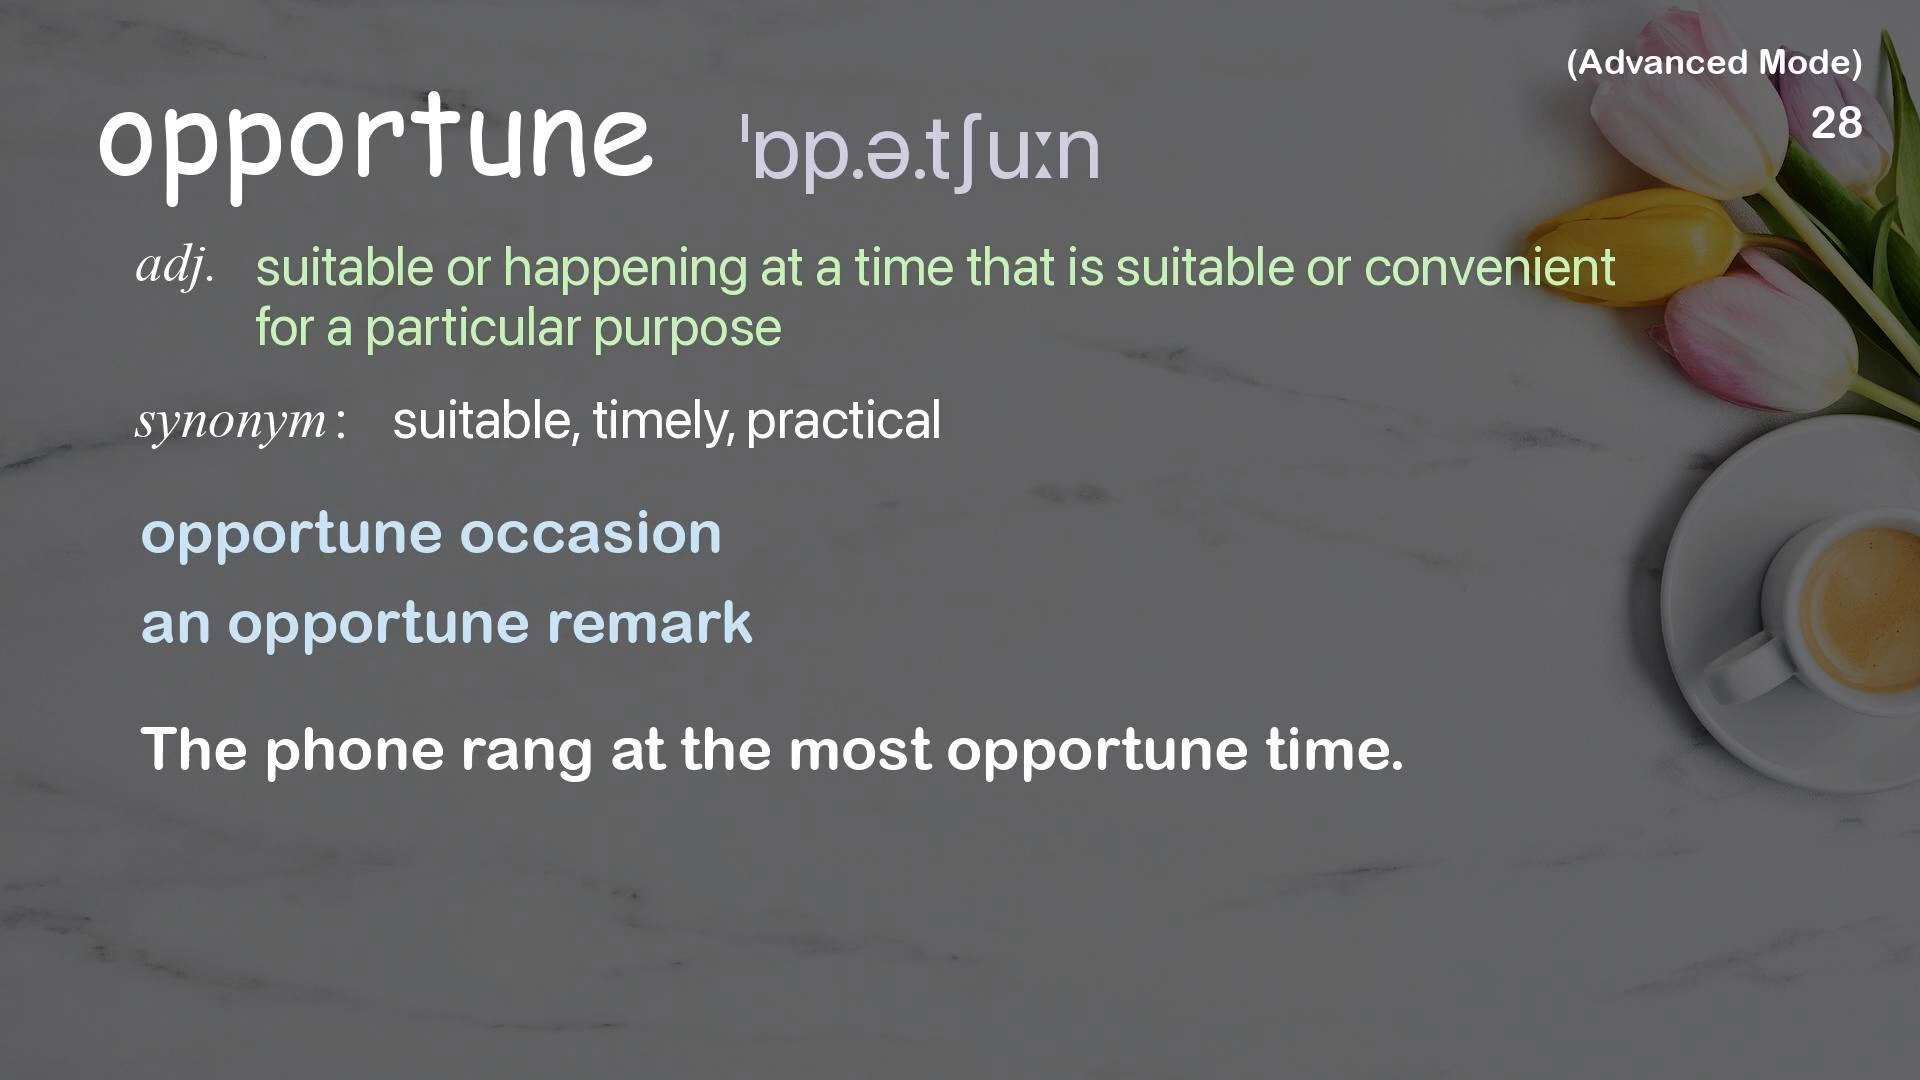 (Advanced Mode)
28
opportune ˈɒp.ə.tʃuːn
adj. suitable or happening at a time that is suitable or convenient
for a particular purpose
synonym : suitable, timely, practical
opportune occasion
an opportune remark
The phone rang at the most opportune time.